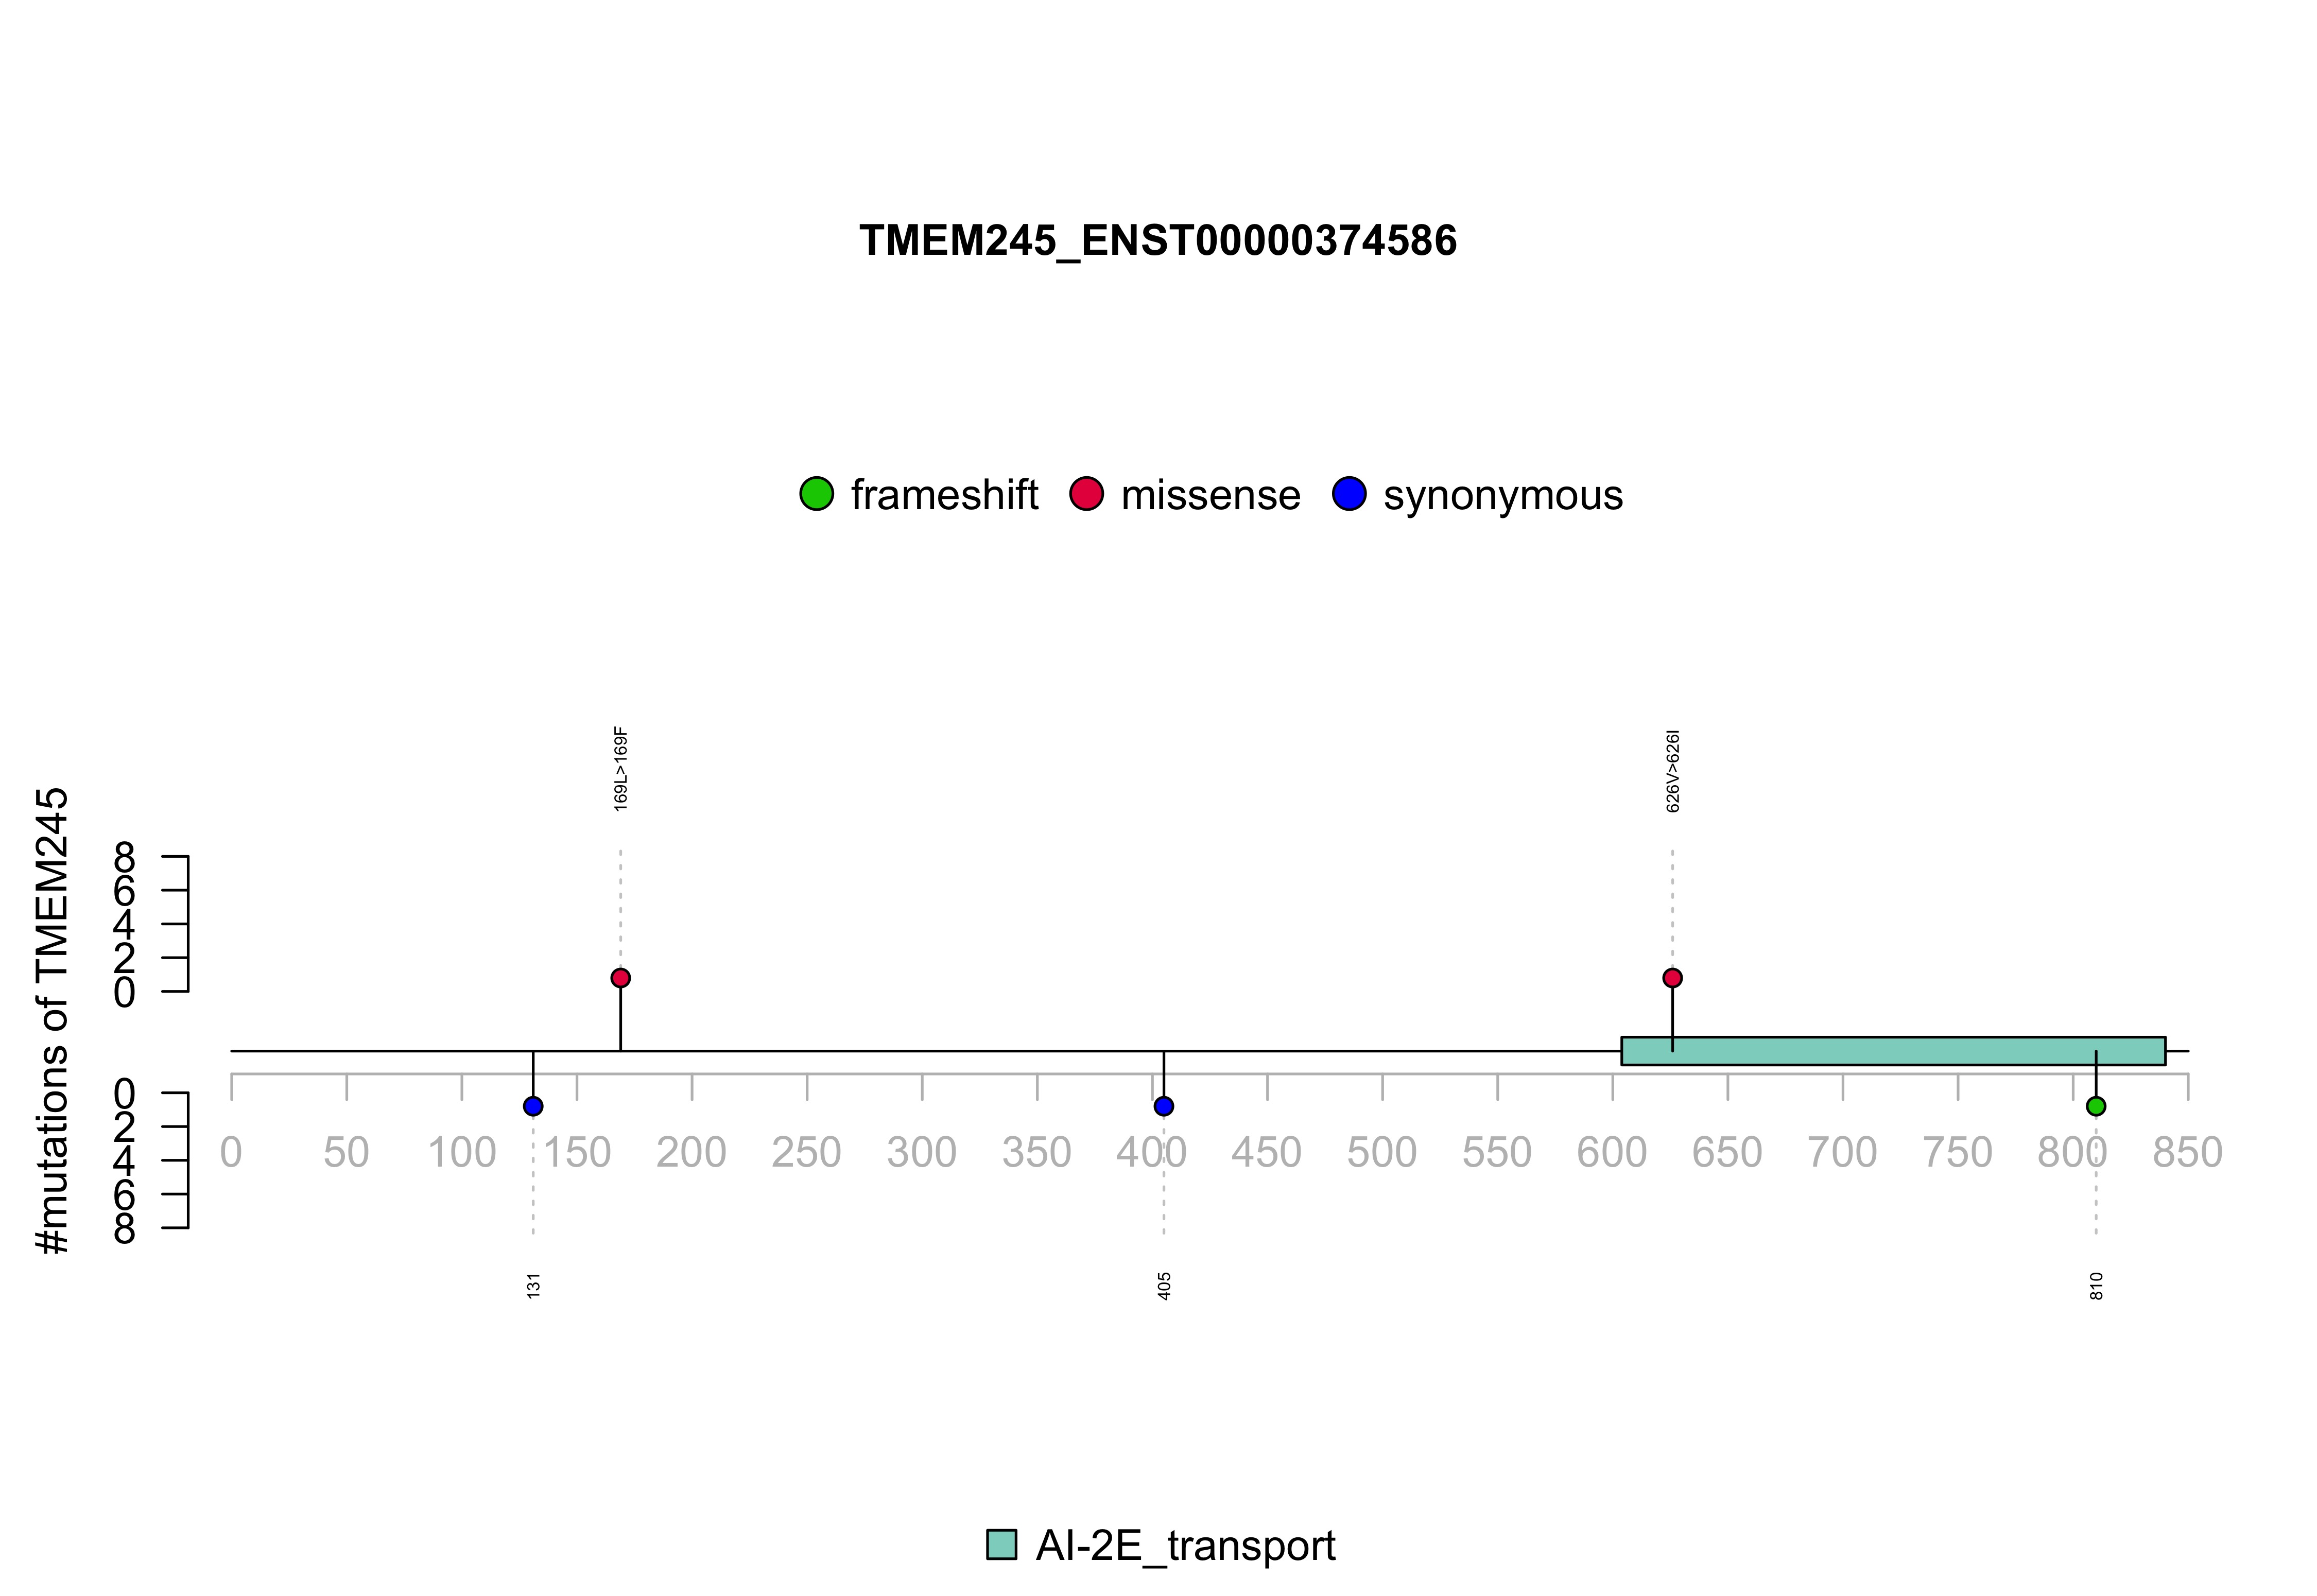 TMEM245_ENST00000374586
frameshift missense synonymous
169L>169F
626V>626I
#mutations of TMEM245
8
6
4
2
0
0
2
4
6
8
0 50 100 150 200 250 300 350 400 450 500 550 600 650 700 750 800 850
131
405
810
AI-2E_transport